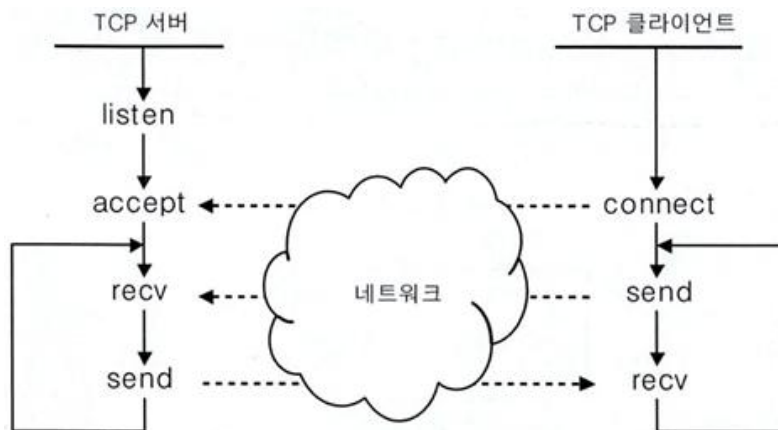 TCP 서버
TCP 클라이언트
listen
accept
connect
recv
네트워크
send
send
recv